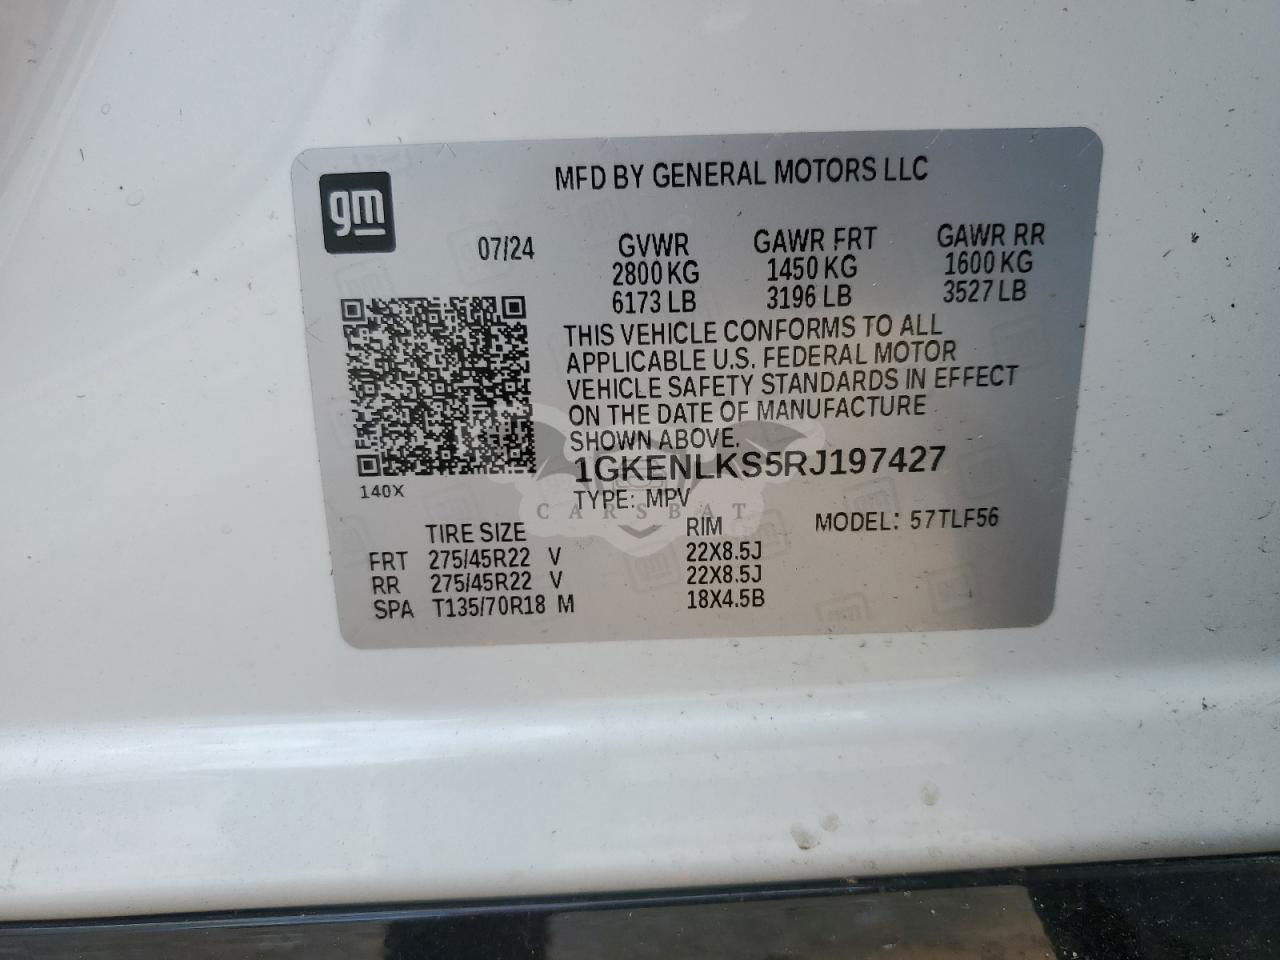 MFD BY GENERAL MOTORS LLC
gm
07/24
GVWR GAWR FRT GAWR RR
2800 KG 1450 KG 1600 KG
6173 LB 3196 LB 3527 LB
THIS VEHICLE CONFORMS TO ALL
APPLICABLE U.S. FEDERAL MOTOR
VEHICLE SAFETY STANDARDS IN EFFECT
ON THE DATE OF MANUFACTURE
SHOWN ABOVE.
1GKENLKS5RJ197427
140X
TYPE: MPV
CARSBAT
TIRE SIZE RIM MODEL: 57TLF56
FRT 275/45R22 V 22X8.5J
RR 275/45R22 V 22X8.5J
SPA T135/70R18 M 18X4.5B